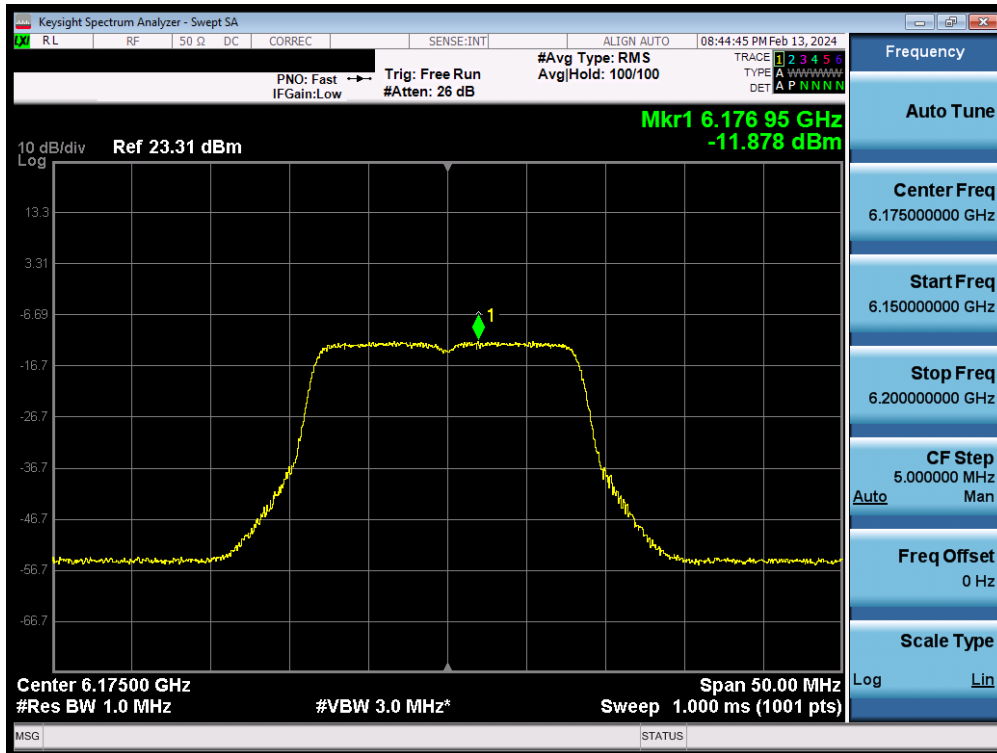 Keysight Spectrum Analyzer - Swept SA
LXI RL RF 50 Ω DC CORREC SENSE:INT ALIGN AUTO 08:44:45 PM Feb 13, 2024
PNO: Fast
IFGain:Low
Trig: Free Run
#Atten: 26 dB
#Avg Type: RMS
Avg|Hold: 100/100
TRACE 1 2 3 4 5 6
TYPE A WWWWW
DET A P N N N N
Mkr1 6.176 95 GHz
-11.878 dBm
10 dB/div Ref 23.31 dBm
Log
13.3
3.31
-6.69
-16.7
-26.7
-36.7
-46.7
-56.7
-66.7
1
Center 6.17500 GHz Span 50.00 MHz
#Res BW 1.0 MHz #VBW 3.0 MHz* Sweep 1.000 ms (1001 pts)
MSG STATUS
Frequency
Auto Tune
Center Freq
6.175000000 GHz
Start Freq
6.150000000 GHz
Stop Freq
6.200000000 GHz
CF Step
5.000000 MHz
Auto Man
Freq Offset
0 Hz
Scale Type
Log Lin